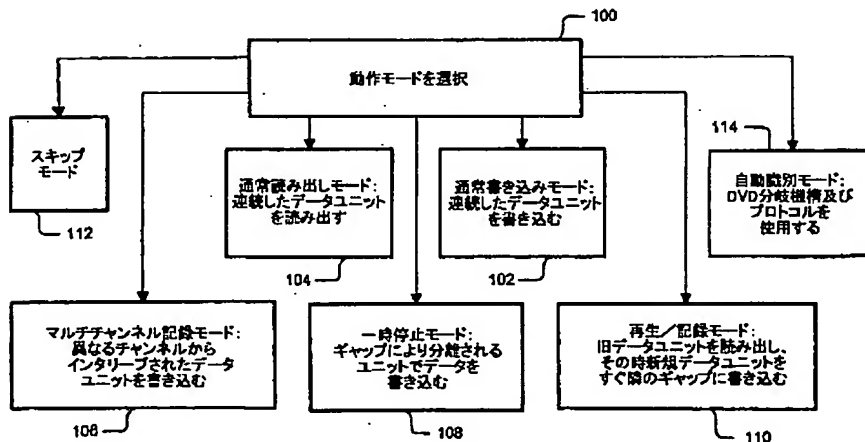 100
動作モードを選択
スキップ
モード
112
通常読み出しモード:
連続したデータユニット
を読み出す
104
通常書き込みモード:
連続したデータユニット
を書き込む
102
114
自動識別モード:
DVD分岐機構及び
プロトコルを
使用する
マルチチャンネル記録モード:
異なるチャンネルから
インタリーブされたデータ
ユニットを書き込む
106
一時停止モード:
ギャップにより分離される
ユニットでデータを
書き込む
108
再生/記録モード:
旧データユニットを読み出し、
その時新規データユニットを
すぐ隣のギャップに書き込む
110